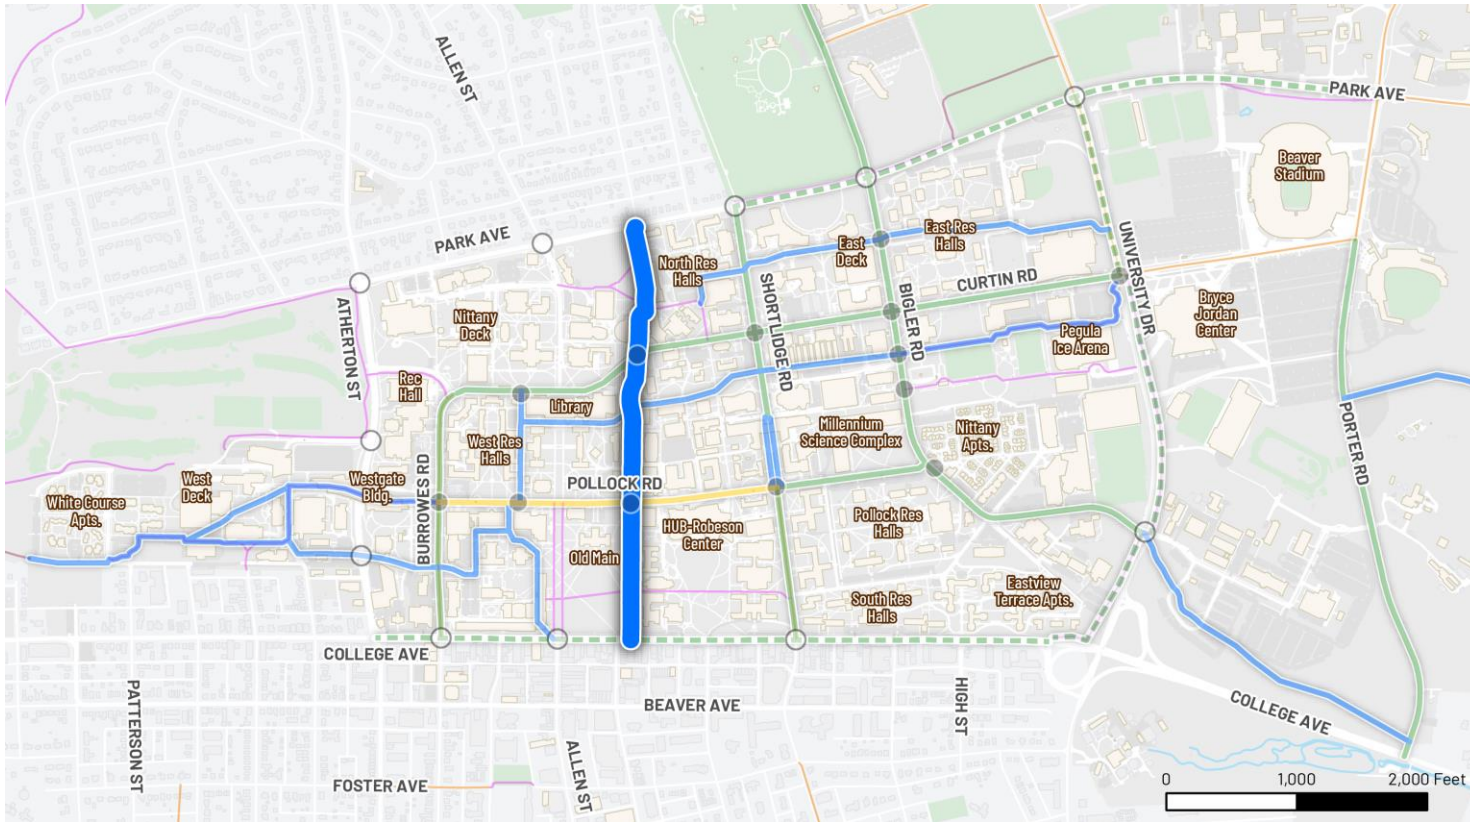 ALLEN ST
PARK AVE
Beaver
Stadium
PARK AVE
North Res
Halls
East
Deck
East Res
Halls
UNIVERSITY DR
CURTIN RD
ATHERTON ST
Nittany
Deck
SHORTLIDGE RD
BIGLER RD
Bryce
Jordan
Center
Pegula
Ice Arena
Rec
Hall
Library
West Res
Halls
Millennium
Science Complex
Nittany
Apts.
PORTER RD
White Course
Apts.
West
Deck
Westgate
Bldg.
BURROWES RD
POLLOCK RD
HUB-Robeson
Center
Pollock Res
Halls
Old Main
South Res
Halls
Eastview
Terrace Apts.
COLLEGE AVE
BEAVER AVE
HIGH ST
COLLEGE AVE
PATTERSON ST
ALLEN ST
FOSTER AVE
0 1,000 2,000 Feet